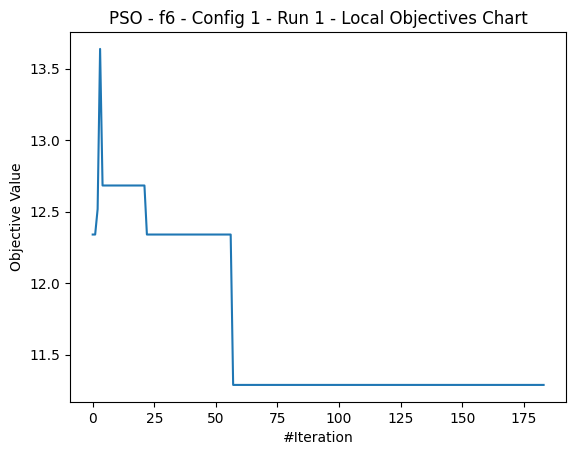 PSO - f6 - Config 1 - Run 1 - Local Objectives Chart
13.5
13.0
12.5
12.0
11.5
Objective Value
0 25 50 75 100 125 150 175
#Iteration